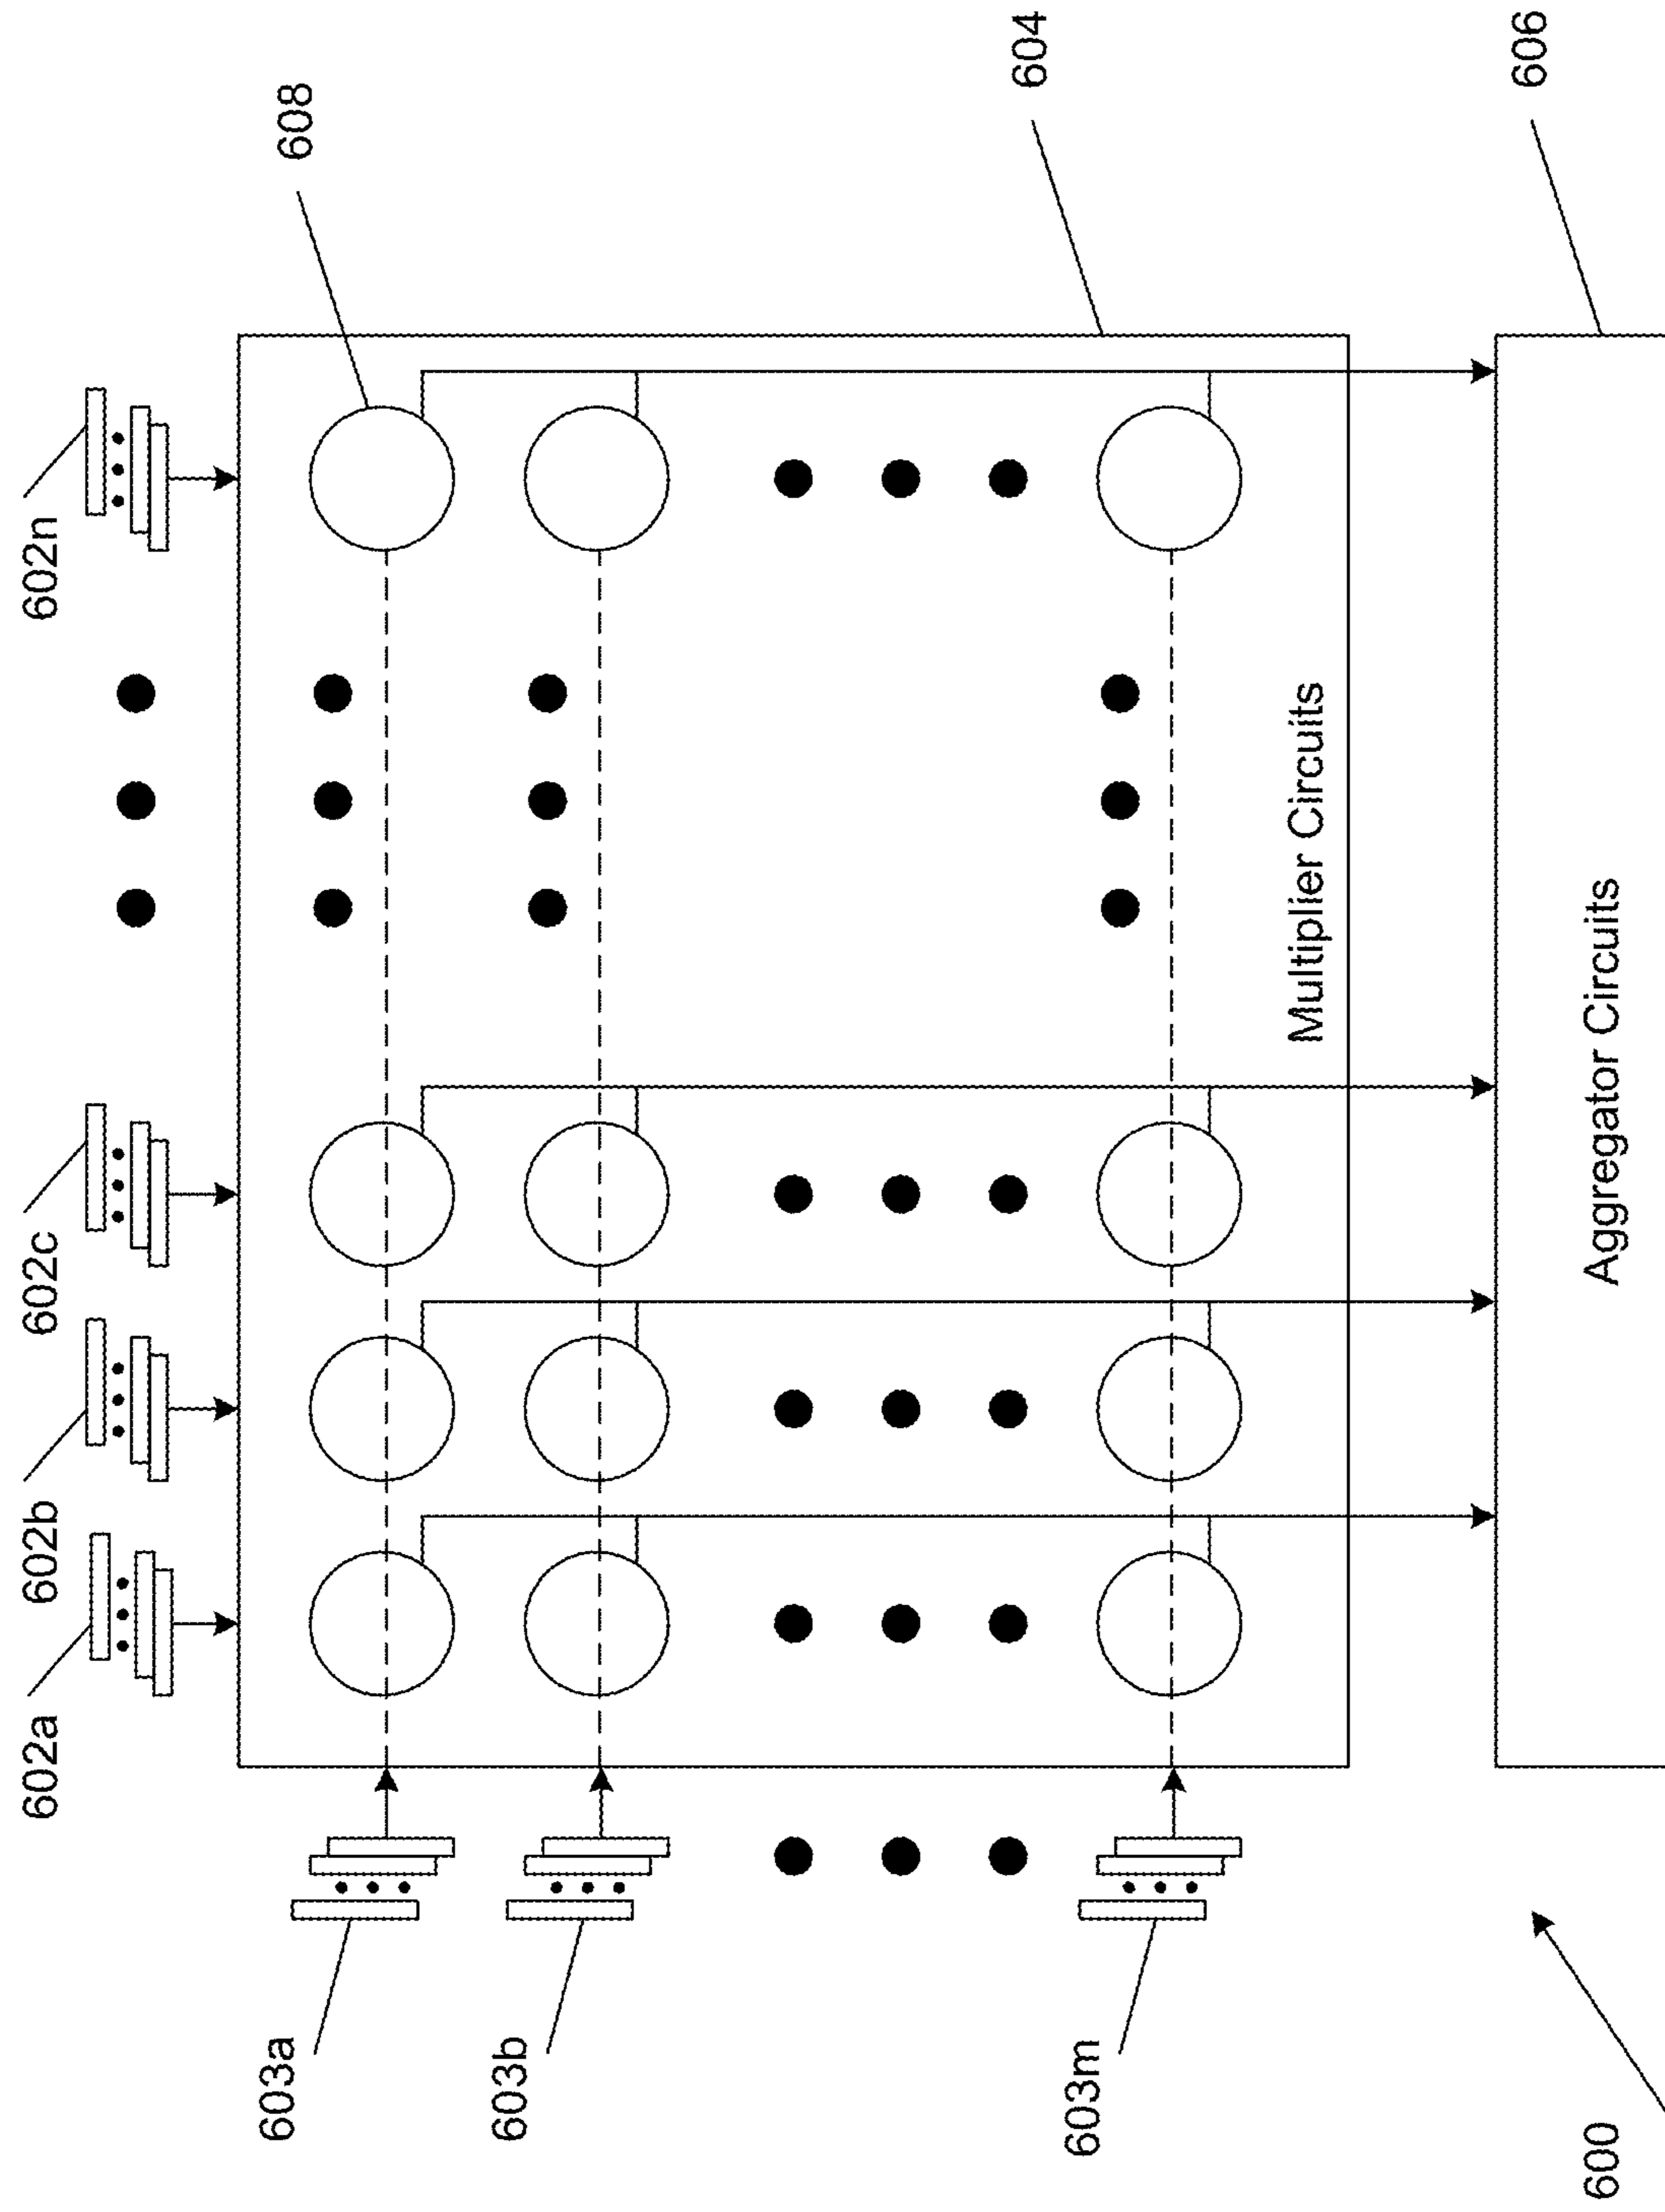 602a
602b
602c
602n
608
603a
603b
603m
604
Multiplier Circuits
606
Aggregator Circuits
600